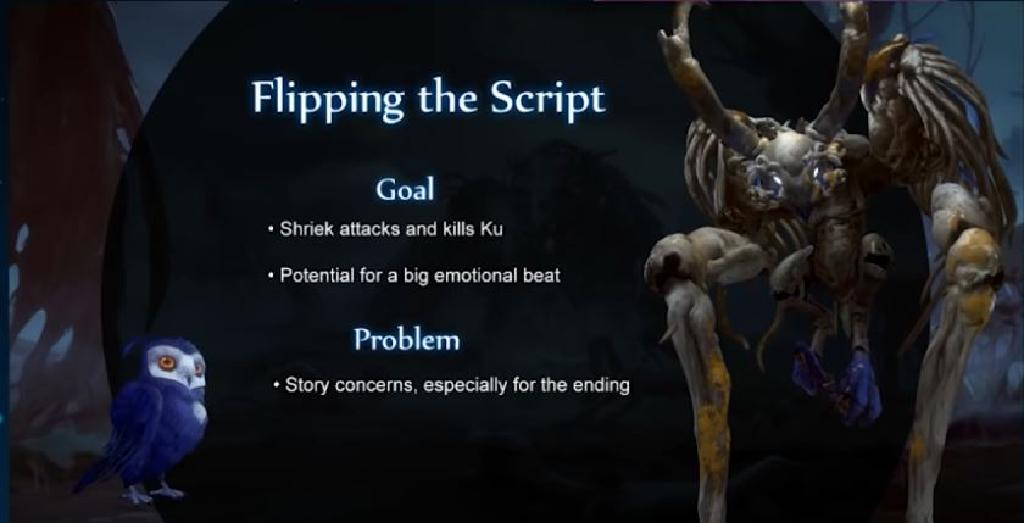 Flipping the Script
Goal
• Shriek attacks and kills Ku
• Potential for a big emotional beat
Problem
• Story concerns, especially for the ending